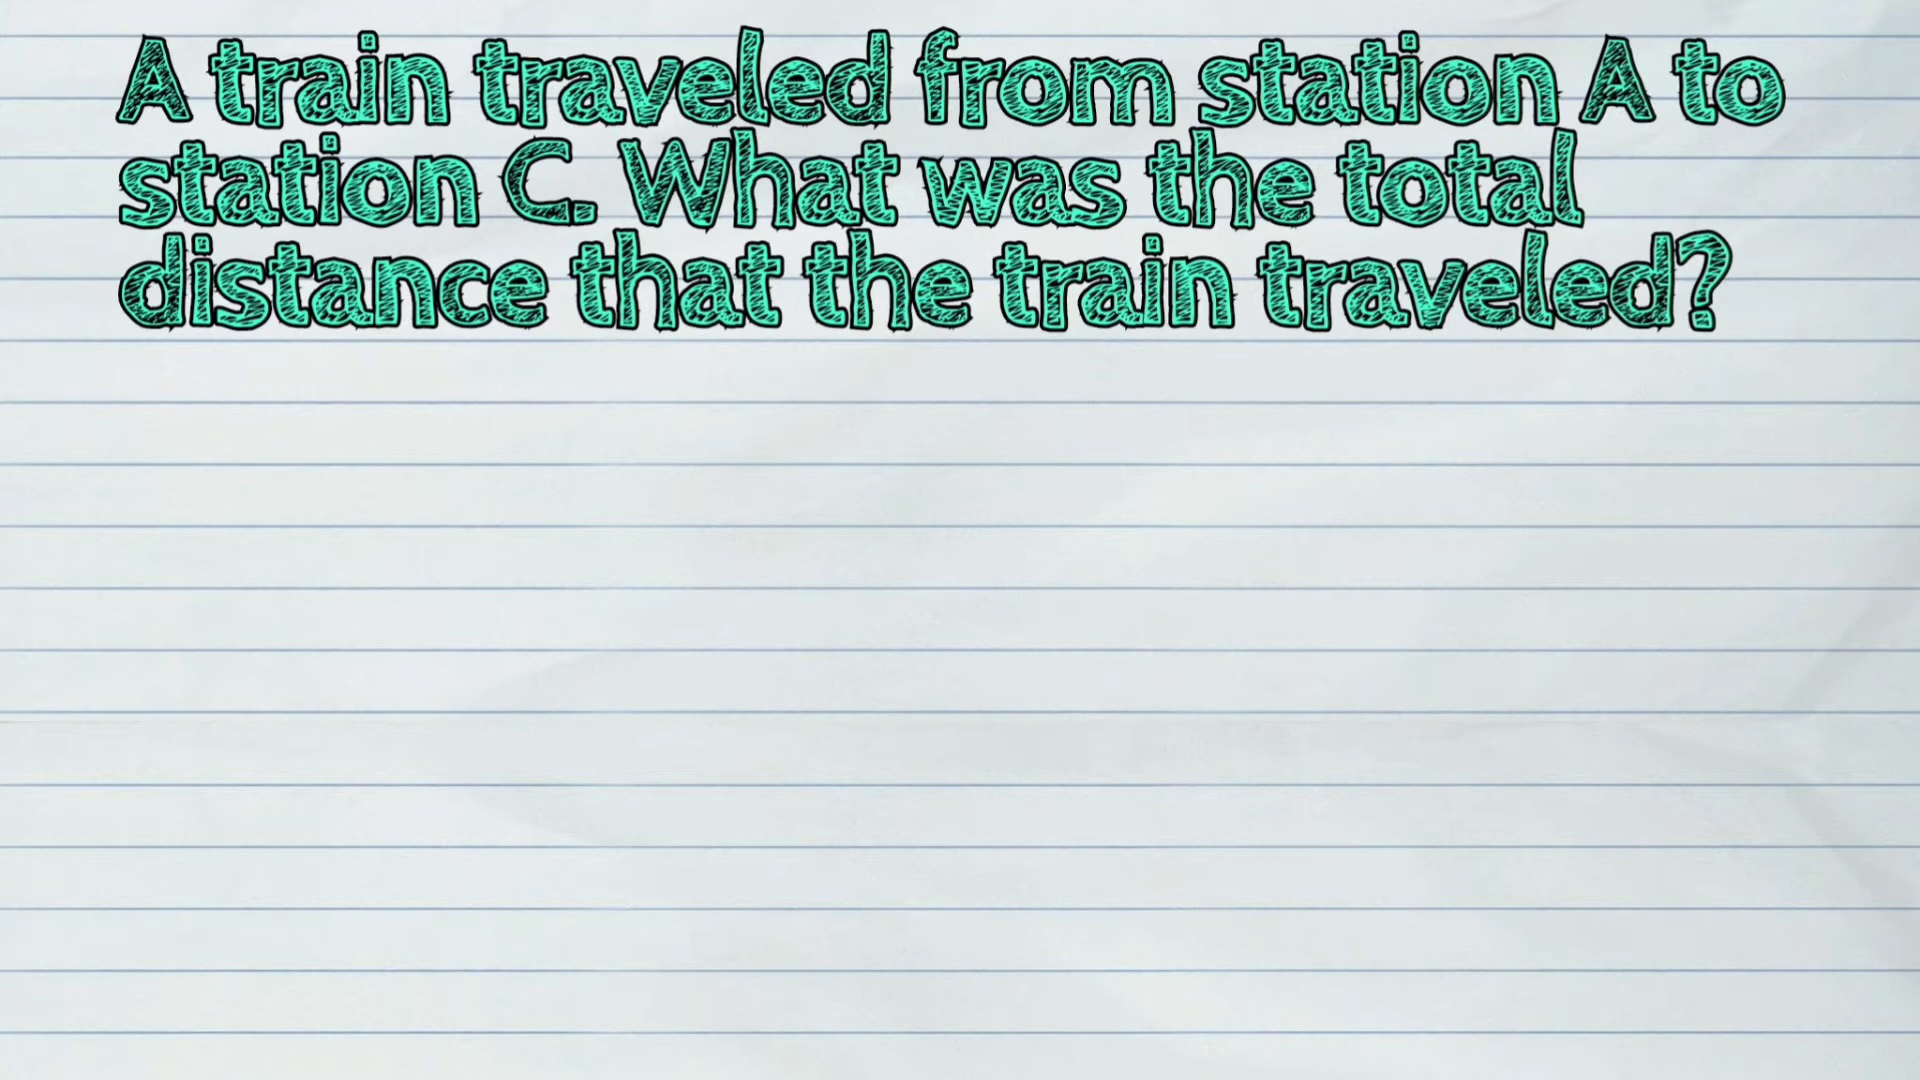 A train traveled from station A to
station C. What was the total
distance that the train traveled?